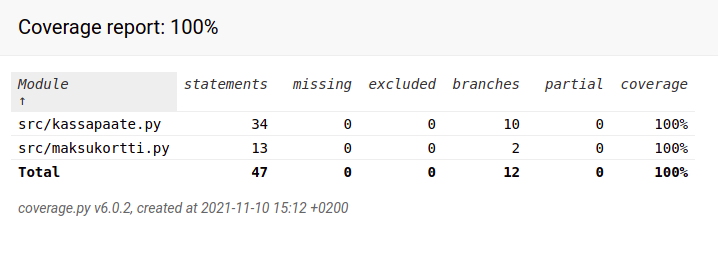 Coverage report: 100%
Module statements missing excluded branches partial coverage
↑
src/kassapaate.py 34 0 0 10 0 100%
src/maksukortti.py 13 0 0 2 0 100%
Total 47 0 0 12 0 100%
coverage.py v6.0.2, created at 2021-11-10 15:12 +0200